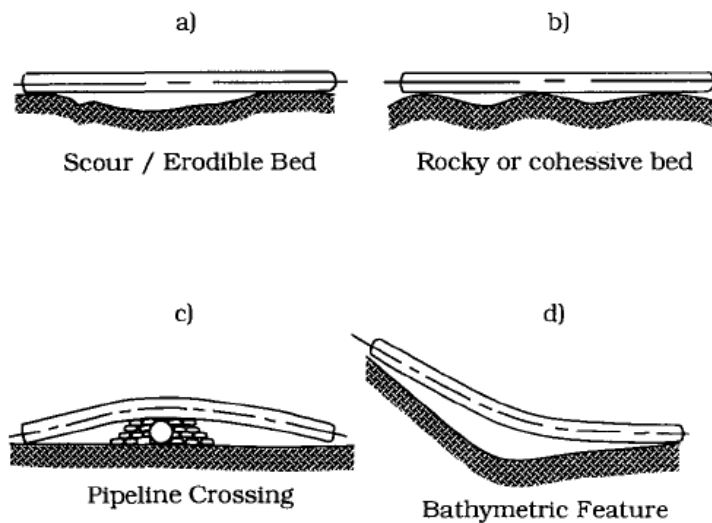 a)
b)
Scour / Erodible Bed
Rocky or cohessive bed
c)
d)
Pipeline Crossing
Bathymetric Feature